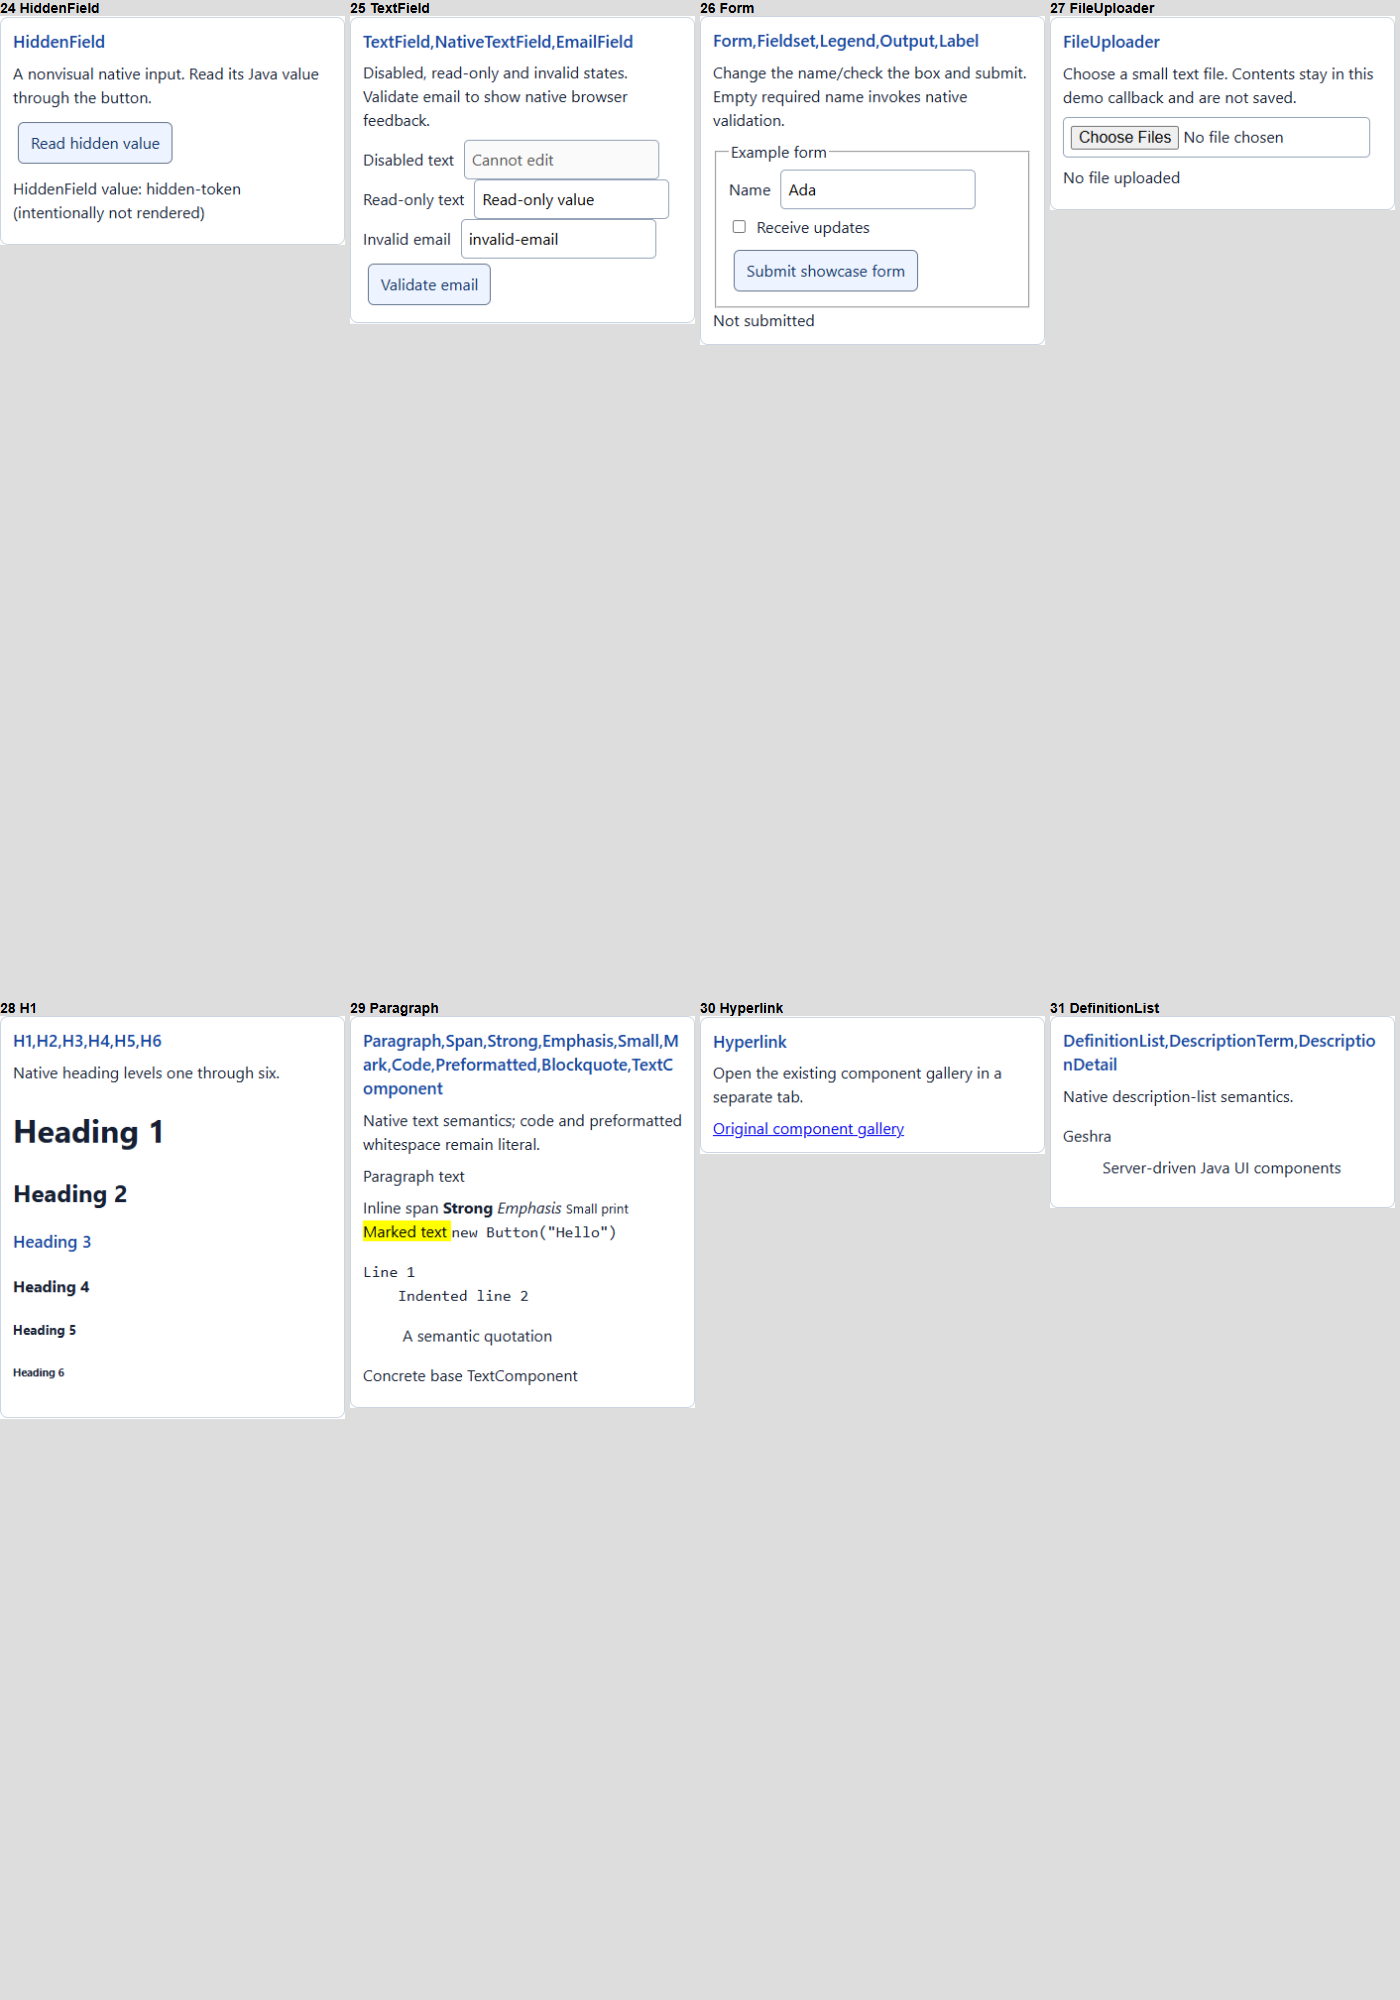 24 HiddenField
HiddenField
A nonvisual native input. Read its Java value
through the button.
Read hidden value
HiddenField value: hidden-token
(intentionally not rendered)
25 TextField
TextField,NativeTextField,EmailField
Disabled, read-only and invalid states.
Validate email to show native browser
feedback.
Disabled text Cannot edit
Read-only text Read-only value
Invalid email invalid-email
Validate email
26 Form
Form,Fieldset,Legend,Output,Label
Change the name/check the box and submit.
Empty required name invokes native
validation.
Example form
Name Ada
Receive updates
Submit showcase form
Not submitted
27 FileUploader
FileUploader
Choose a small text file. Contents stay in this
demo callback and are not saved.
Choose Files No file chosen
No file uploaded
28 H1
H1,H2,H3,H4,H5,H6
Native heading levels one through six.
Heading 1
Heading 2
Heading 3
Heading 4
Heading 5
Heading 6
29 Paragraph
Paragraph,Span,Strong,Emphasis,Small,M
ark,Code,Preformatted,Blockquote,TextC
omponent
Native text semantics; code and preformatted
whitespace remain literal.
Paragraph text
Inline span Strong Emphasis Small print
Marked text new Button("Hello")
Line 1
    Indented line 2
A semantic quotation
Concrete base TextComponent
30 Hyperlink
Hyperlink
Open the existing component gallery in a
separate tab.
Original component gallery
31 DefinitionList
DefinitionList,DescriptionTerm,Descriptio
nDetail
Native description-list semantics.
Geshra
Server-driven Java UI components